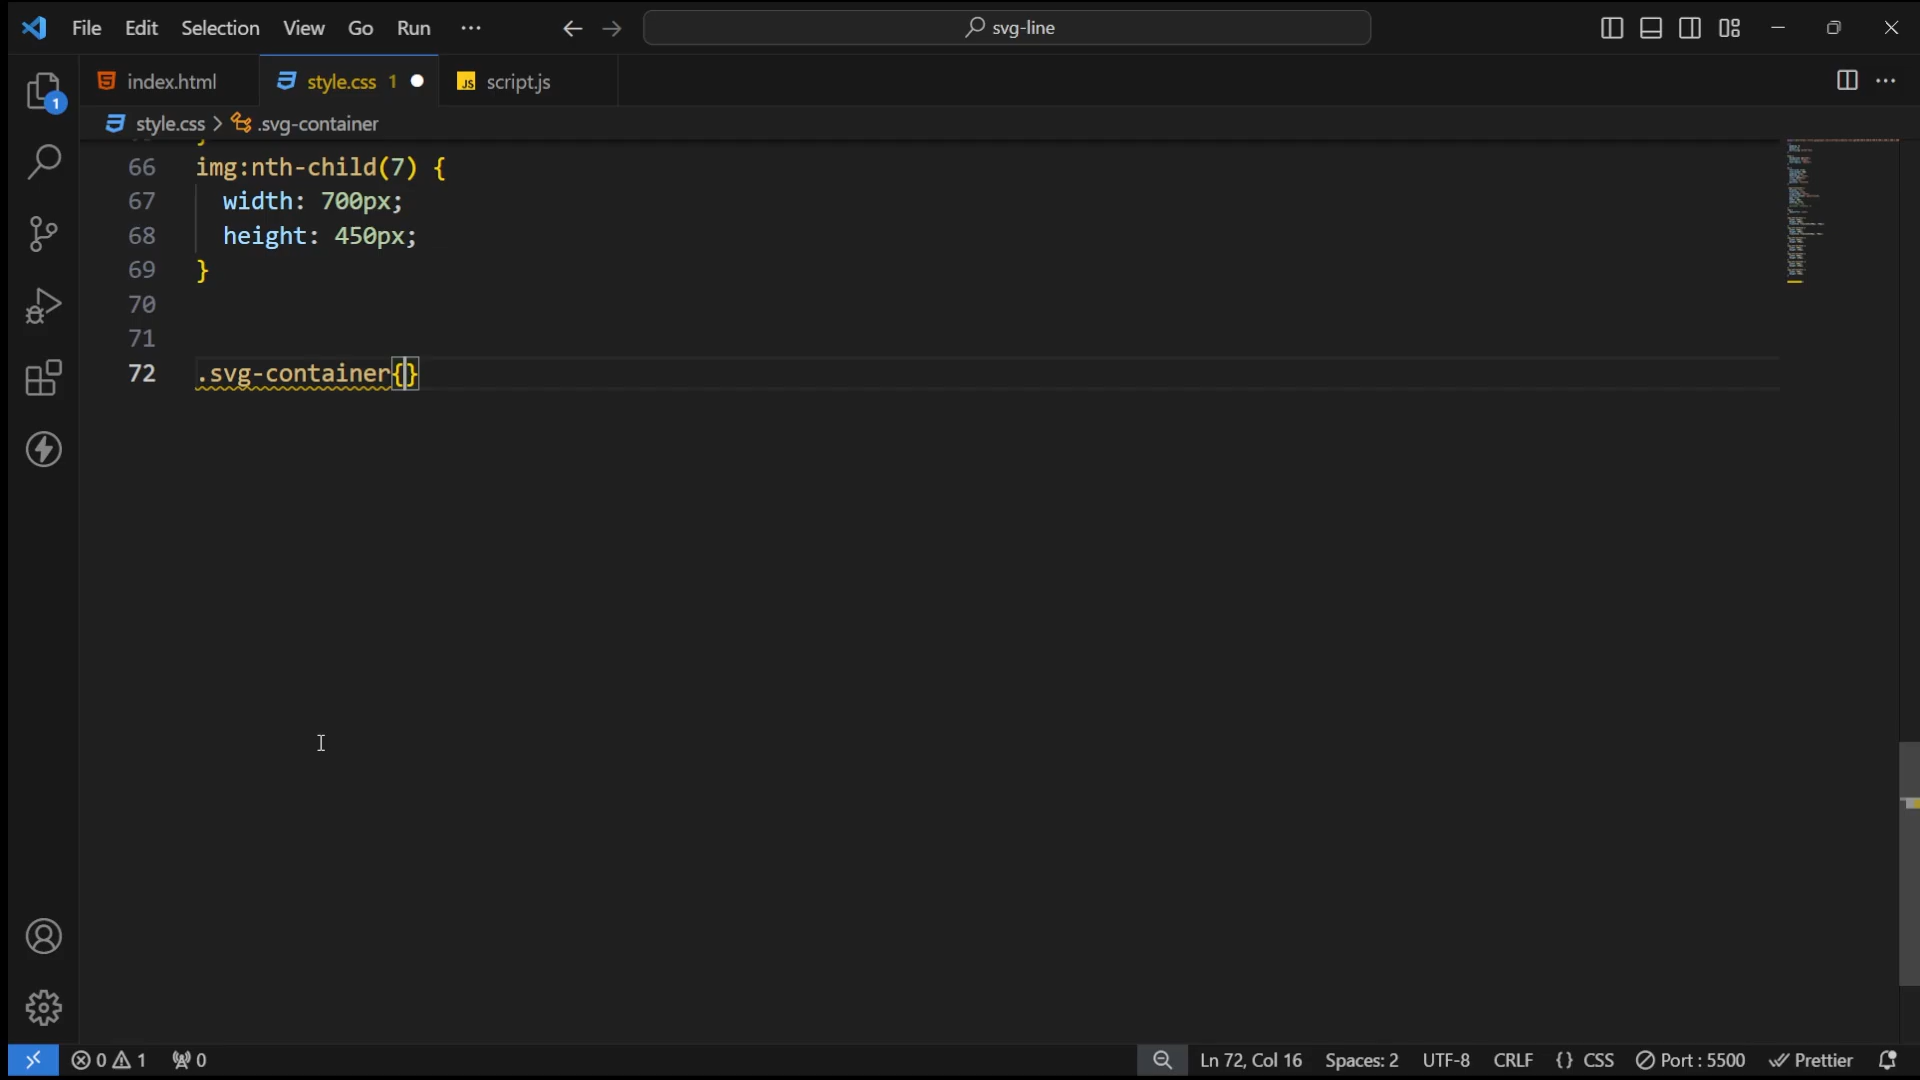 File Edit Selection View Go Run ··· svg-line
index.html style.css 1 JS script.js
style.css > .svg-container
66 img:nth-child(7) {
67 width: 700px;
68 height: 450px;
69 }
70
71
72 .svg-container{}
1
0 1 0 Ln 72, Col 16 Spaces: 2 UTF-8 CRLF {} CSS Port : 5500 Prettier